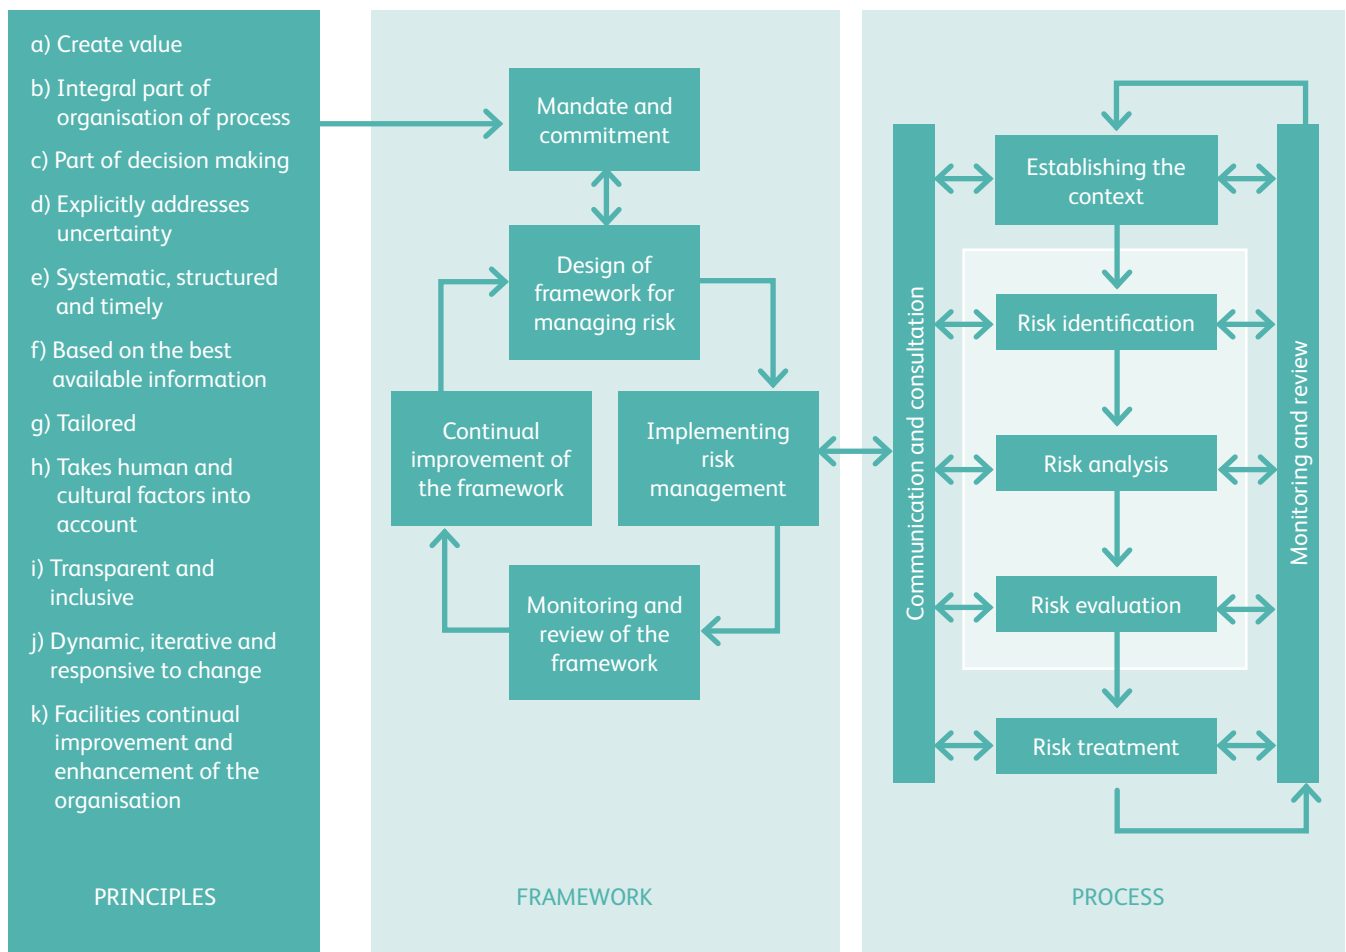 a) Create value
b) Integral part of
organisation of process
c) Part of decision making
d) Explicitly addresses
uncertainty
e) Systematic, structured
and timely
f) Based on the best
available information
g) Tailored
h) Takes human and
cultural factors into
account
i) Transparent and
inclusive
j) Dynamic, iterative and
responsive to change
k) Facilities continual
improvement and
enhancement of the
organisation
PRINCIPLES
Mandate and
commitment
Design of
framework for
managing risk
Continual
improvement of
the framework
Implementing
risk
management
Monitoring and
review of the
framework
FRAMEWORK
Communication and consultation
Establishing the
context
Risk identification
Risk analysis
Risk evaluation
Risk treatment
Monitoring and review
PROCESS